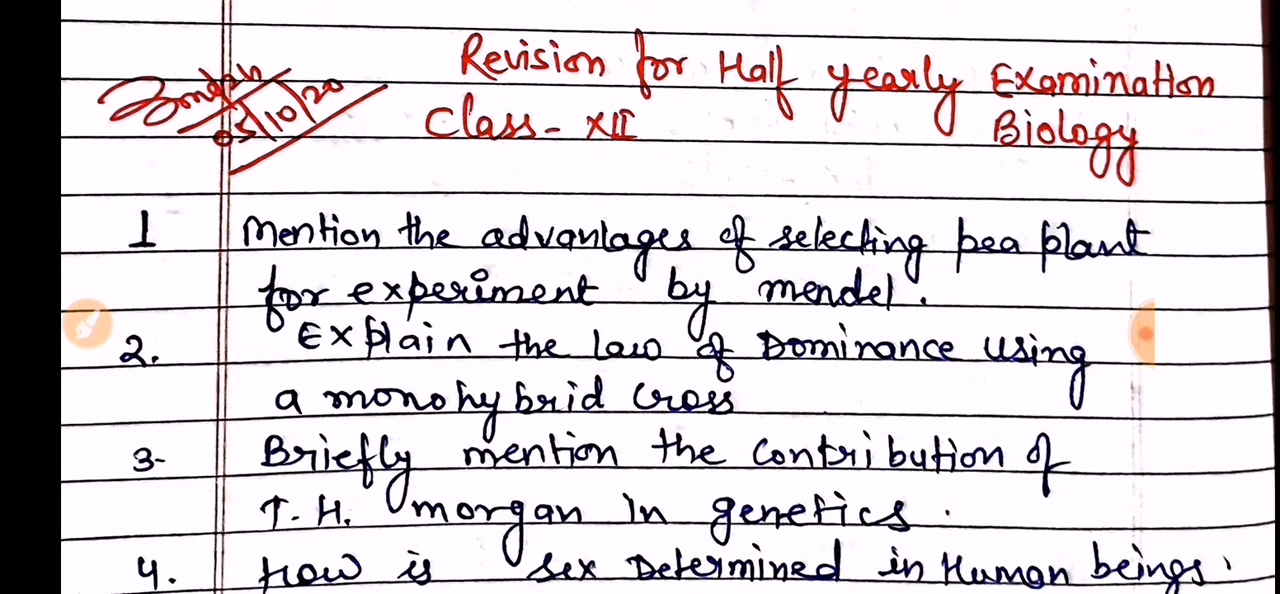 Revision for Half yearly Examination
05/10/20
Class- XII Biology
1 Mention the advantages of selecting pea plant
for experiment by mendel.
2. Explain the law of Dominance using
a monohybrid cross
3- Briefly mention the contribution of
T. H. morgan in genetics.
4. How is sex Determined in Human beings.